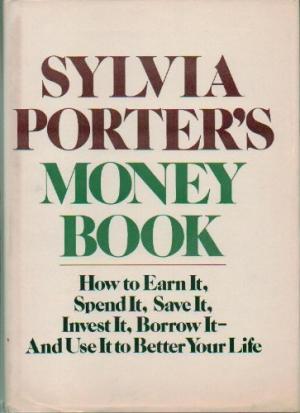 SYLVIA
PORTER'S
MONEY
BOOK
How to Earn It,
Spend It, Save It,
Invest It, Borrow It–
And Use It to Better Your Life